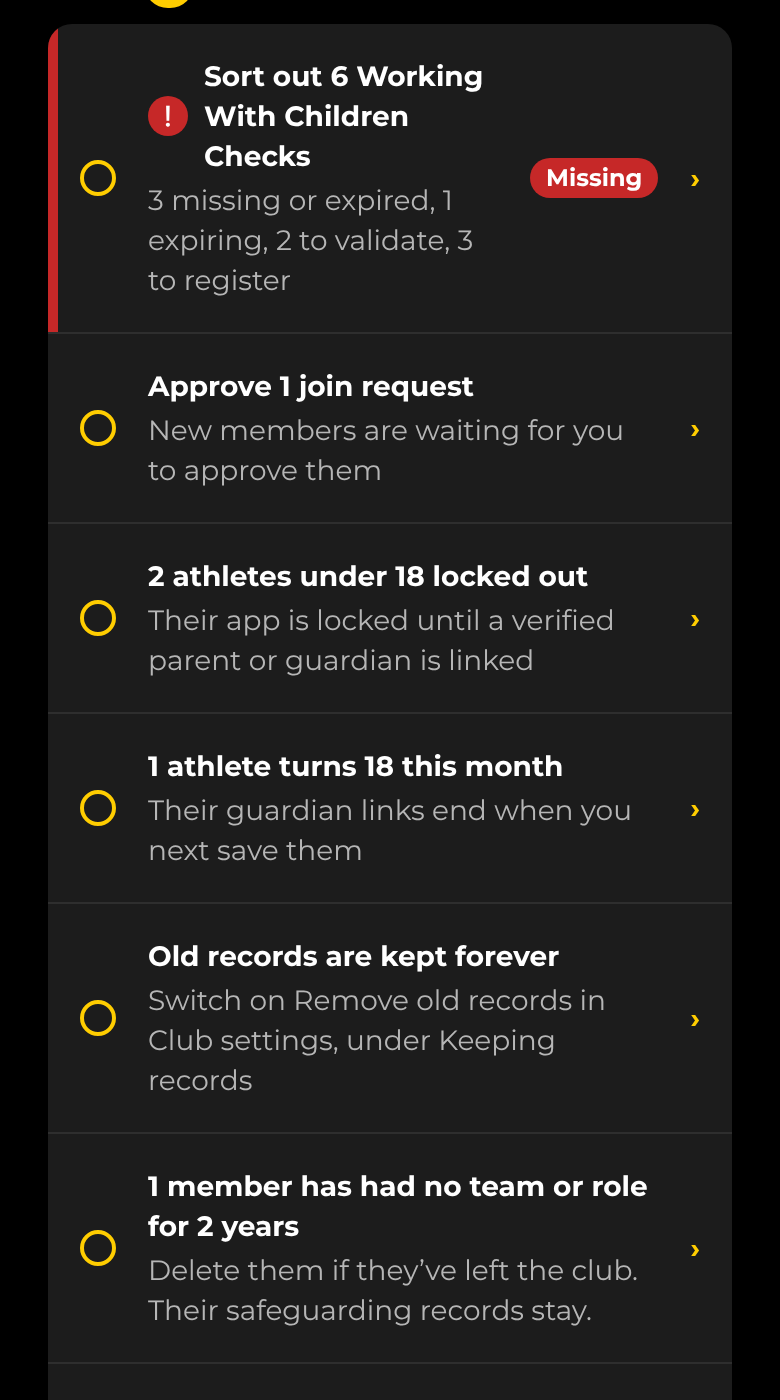 !
Sort out 6 Working
With Children
Checks
3 missing or expired, 1
expiring, 2 to validate, 3
to register
Missing
›
Approve 1 join request
New members are waiting for you
to approve them
›
2 athletes under 18 locked out
Their app is locked until a verified
parent or guardian is linked
›
1 athlete turns 18 this month
Their guardian links end when you
next save them
›
Old records are kept forever
Switch on Remove old records in
Club settings, under Keeping
records
›
1 member has had no team or role
for 2 years
Delete them if they’ve left the club.
Their safeguarding records stay.
›